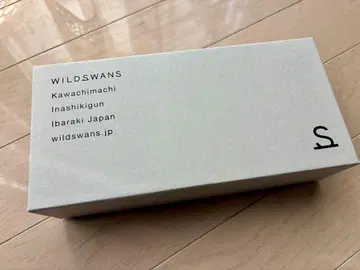 WILDSWANS
Kawachimachi
Inashikigun
Ibaraki Japan
wildswans.jp
S